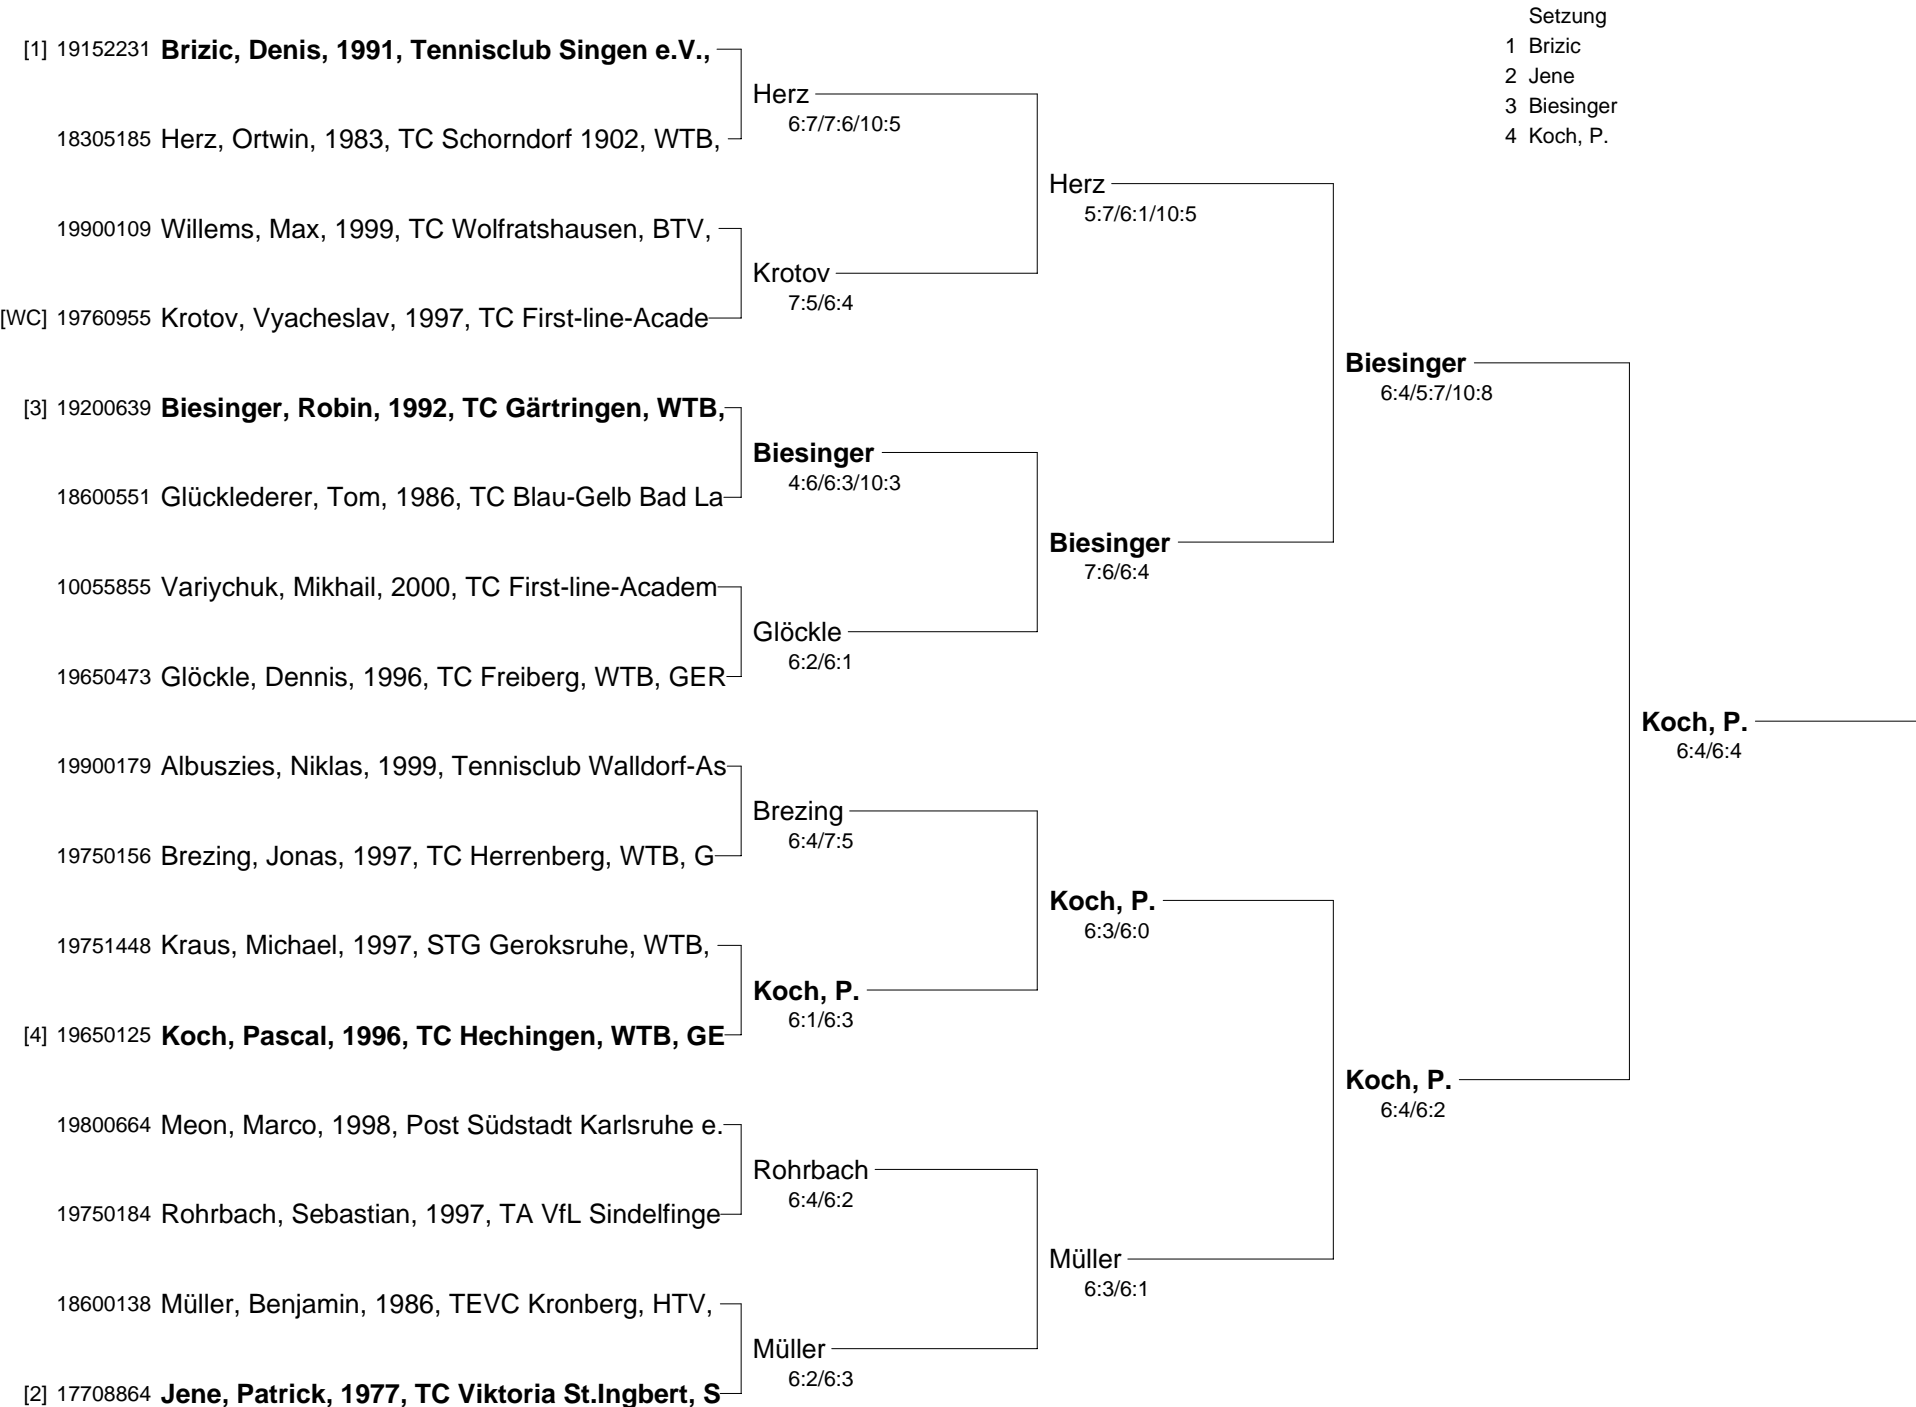 Setzung
1 Brizic
2 Jene
3 Biesinger
4 Koch, P.
[1] 19152231 Brizic, Denis, 1991, Tennisclub Singen e.V.,
Herz
6:7/7:6/10:5
18305185 Herz, Ortwin, 1983, TC Schorndorf 1902, WTB,
Herz
5:7/6:1/10:5
19900109 Willems, Max, 1999, TC Wolfratshausen, BTV,
Krotov
7:5/6:4
[WC] 19760955 Krotov, Vyacheslav, 1997, TC First-line-Acade
Biesinger
6:4/5:7/10:8
[3] 19200639 Biesinger, Robin, 1992, TC Gärtringen, WTB,
Biesinger
4:6/6:3/10:3
18600551 Glücklederer, Tom, 1986, TC Blau-Gelb Bad La
Biesinger
7:6/6:4
10055855 Variychuk, Mikhail, 2000, TC First-line-Academ
Glöckle
6:2/6:1
19650473 Glöckle, Dennis, 1996, TC Freiberg, WTB, GER
Koch, P.
6:4/6:4
19900179 Albuszies, Niklas, 1999, Tennisclub Walldorf-As
Brezing
6:4/7:5
19750156 Brezing, Jonas, 1997, TC Herrenberg, WTB, G
Koch, P.
6:3/6:0
19751448 Kraus, Michael, 1997, STG Geroksruhe, WTB,
Koch, P.
6:1/6:3
[4] 19650125 Koch, Pascal, 1996, TC Hechingen, WTB, GE
Koch, P.
6:4/6:2
19800664 Meon, Marco, 1998, Post Südstadt Karlsruhe e.
Rohrbach
6:4/6:2
19750184 Rohrbach, Sebastian, 1997, TA VfL Sindelfinge
Müller
6:3/6:1
18600138 Müller, Benjamin, 1986, TEVC Kronberg, HTV,
Müller
6:2/6:3
[2] 17708864 Jene, Patrick, 1977, TC Viktoria St.Ingbert, S